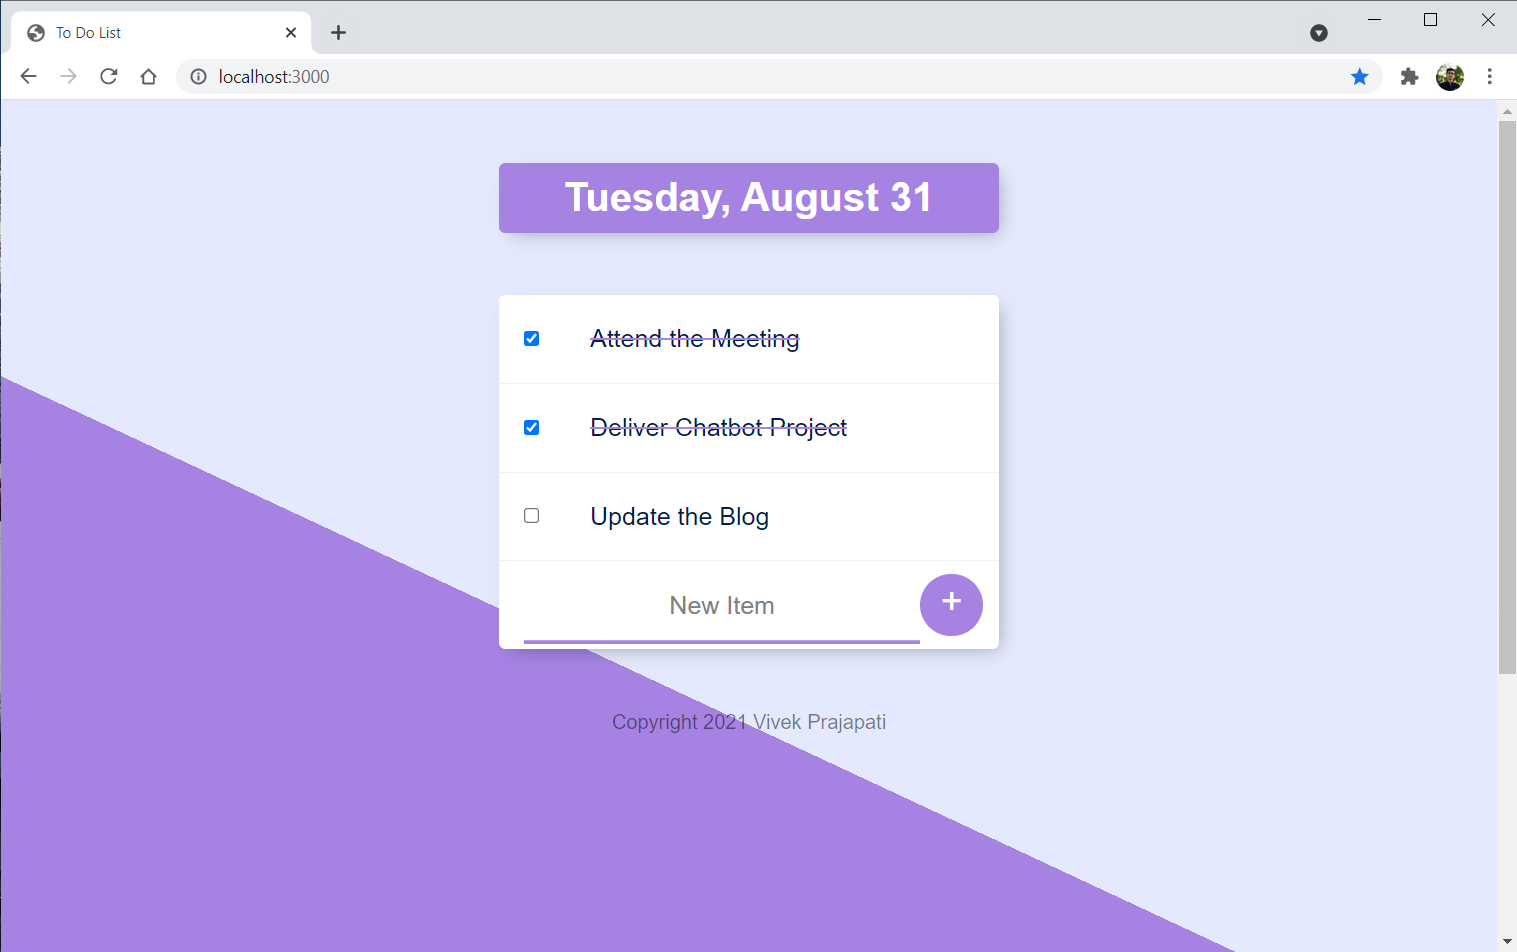 To Do List
localhost:3000
Tuesday, August 31
Attend the Meeting
Deliver Chatbot Project
Update the Blog
New Item
+
Copyright 2021 Vivek Prajapati